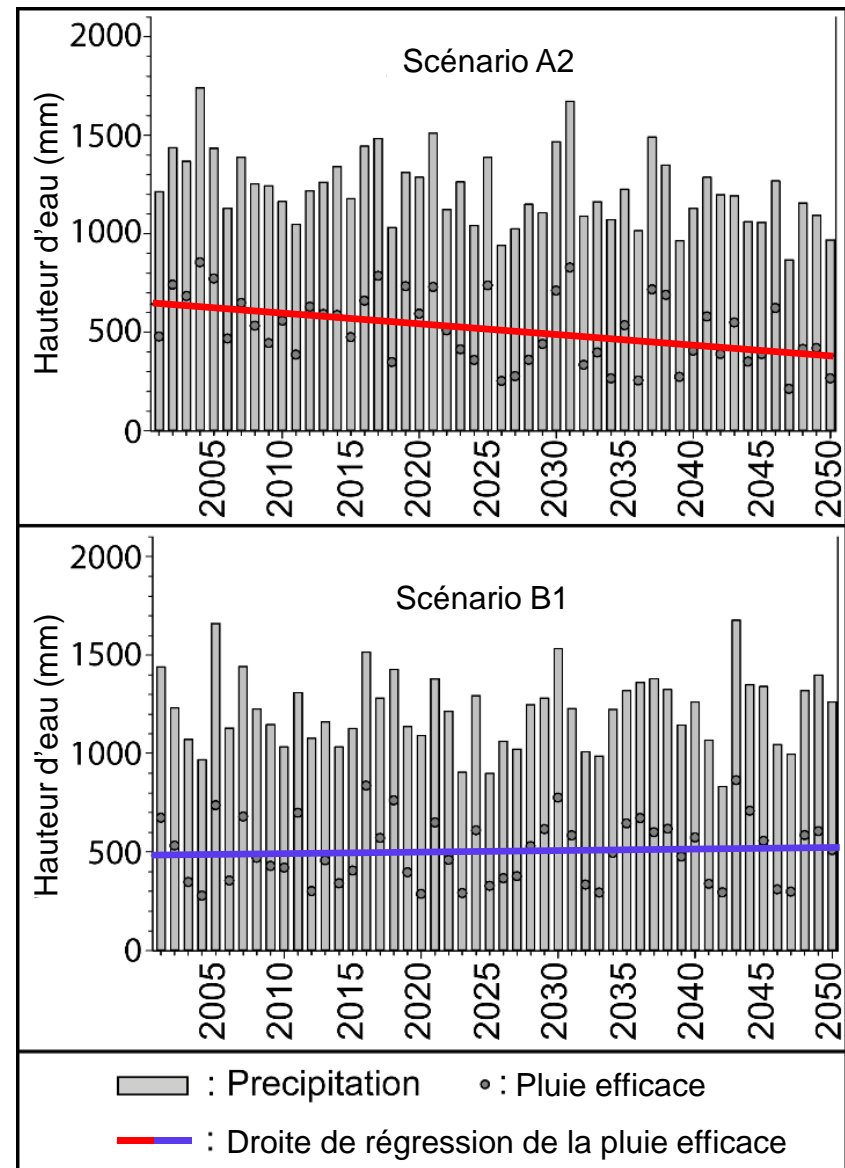 Scénario A2
Hauteur d'eau (mm)
2000
1500
1000
500
0
2005 2010 2015 2020 2025 2030 2035 2040 2045 2050
Scénario B1
Hauteur d'eau (mm)
2000
1500
1000
500
0
2005 2010 2015 2020 2025 2030 2035 2040 2045 2050
: Precipitation : Pluie efficace
: Droite de régression de la pluie efficace